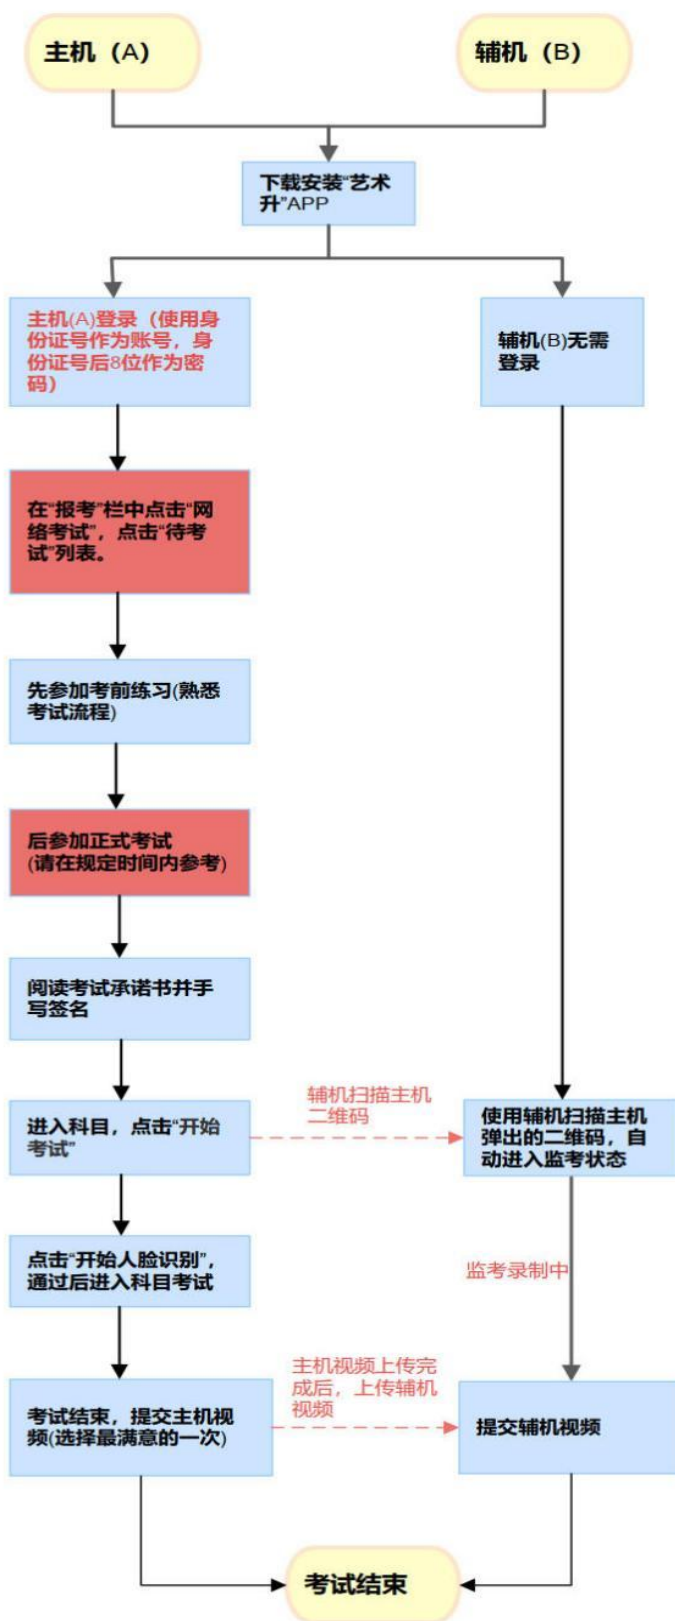 主机（A）
辅机（B）
下载安装“艺术
升”APP
主机(A)登录（使用身
份证号作为账号，身
份证号后8位作为密
码）
辅机(B)无需
登录
在“报考”栏中点击“网
络考试”，点击“待考
试”列表。
先参加考前练习(熟悉
考试流程)
后参加正式考试
(请在规定时间内参考)
阅读考试承诺书并手
写签名
进入科目，点击“开始
考试”
辅机扫描主机
二维码
使用辅机扫描主机
弹出的二维码，自
动进入监考状态
点击“开始人脸识别”，
通过后进入科目考试
监考录制中
考试结束，提交主机视
频(选择最满意的一次)
主机视频上传完
成后，上传辅机
视频
提交辅机视频
考试结束